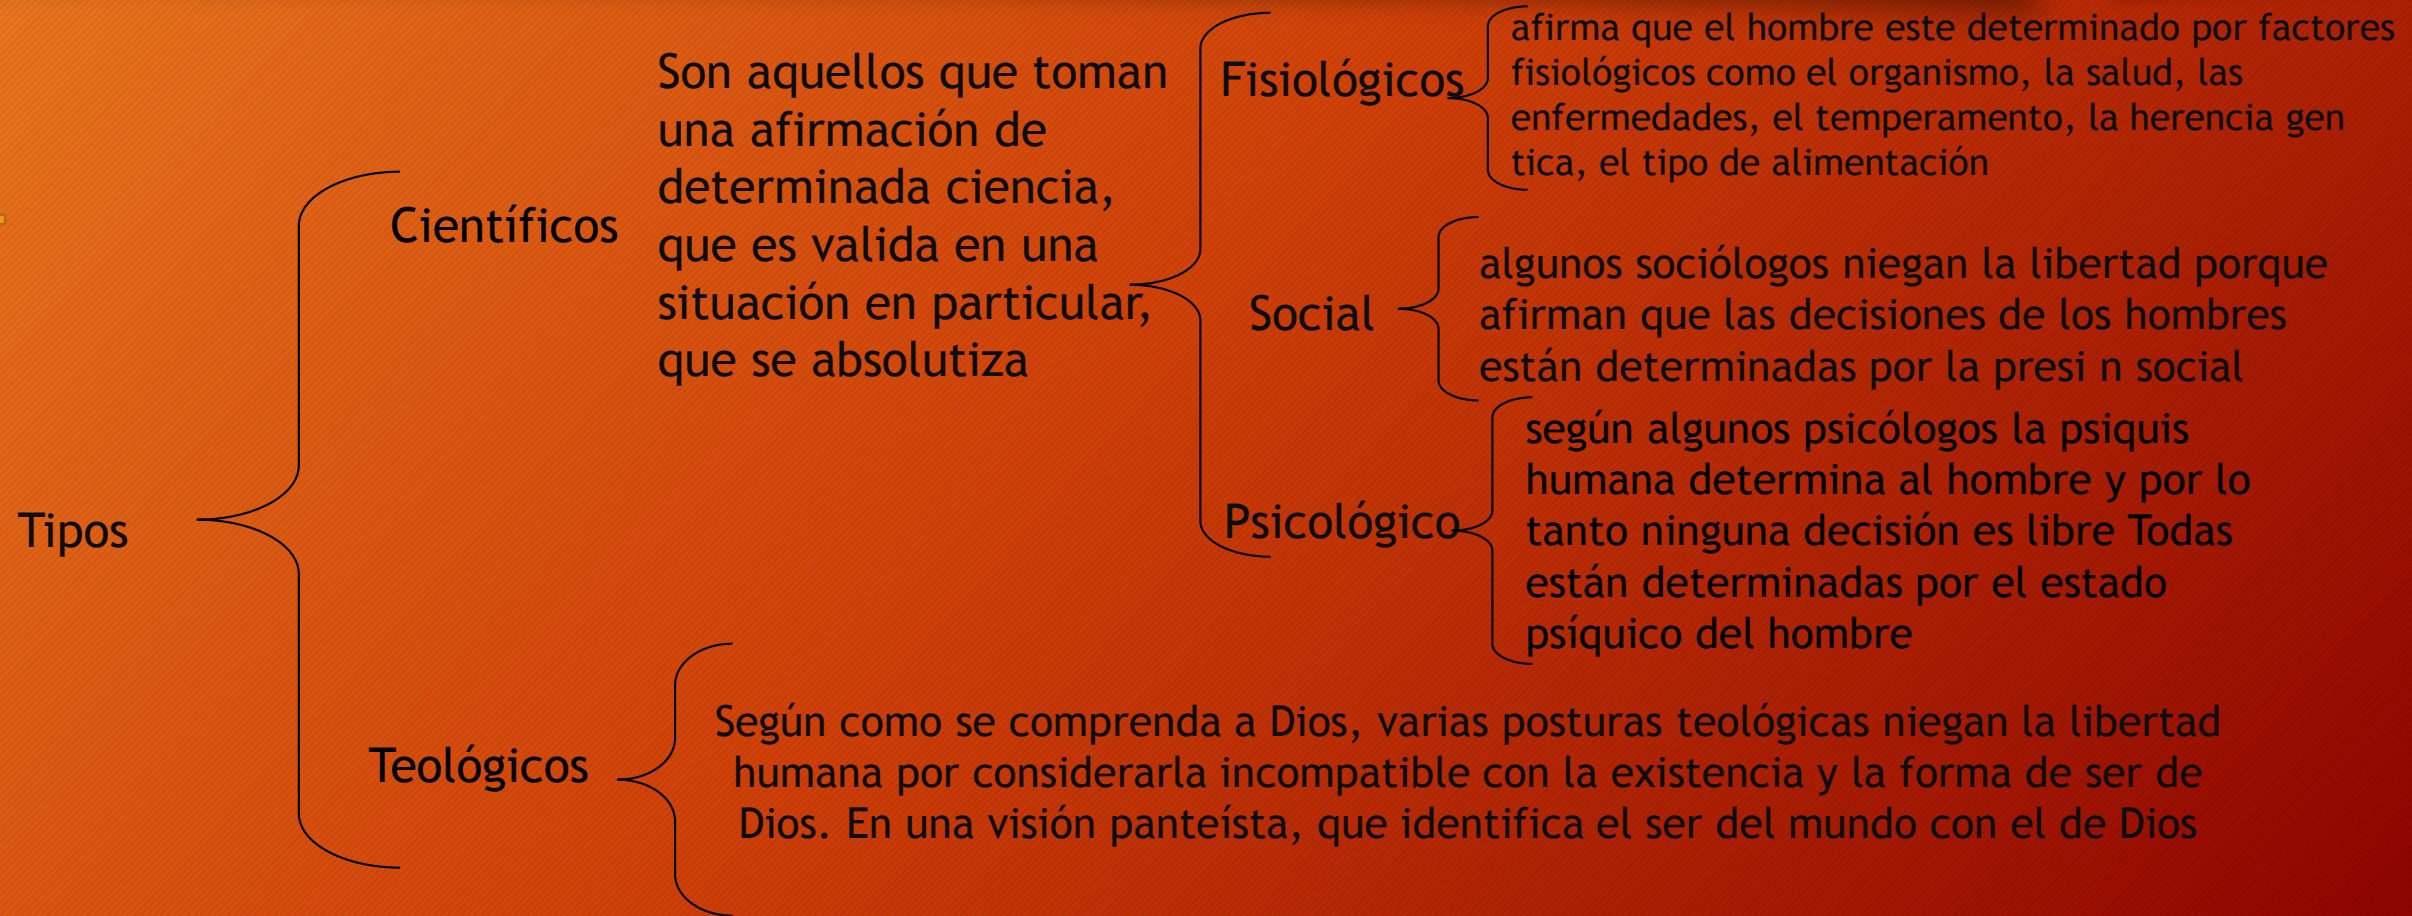 Tipos
Científicos
Son aquellos que toman
una afirmación de
determinada ciencia,
que es valida en una
situación en particular,
que se absolutiza
Fisiológicos
afirma que el hombre este determinado por factores
fisiológicos como el organismo, la salud, las
enfermedades, el temperamento, la herencia gen
tica, el tipo de alimentación
Social
algunos sociólogos niegan la libertad porque
afirman que las decisiones de los hombres
están determinadas por la presi n social
Psicológico
según algunos psicólogos la psiquis
humana determina al hombre y por lo
tanto ninguna decisión es libre Todas
están determinadas por el estado
psíquico del hombre
Teológicos
Según como se comprenda a Dios, varias posturas teológicas niegan la libertad
humana por considerarla incompatible con la existencia y la forma de ser de
Dios. En una visión panteísta, que identifica el ser del mundo con el de Dios